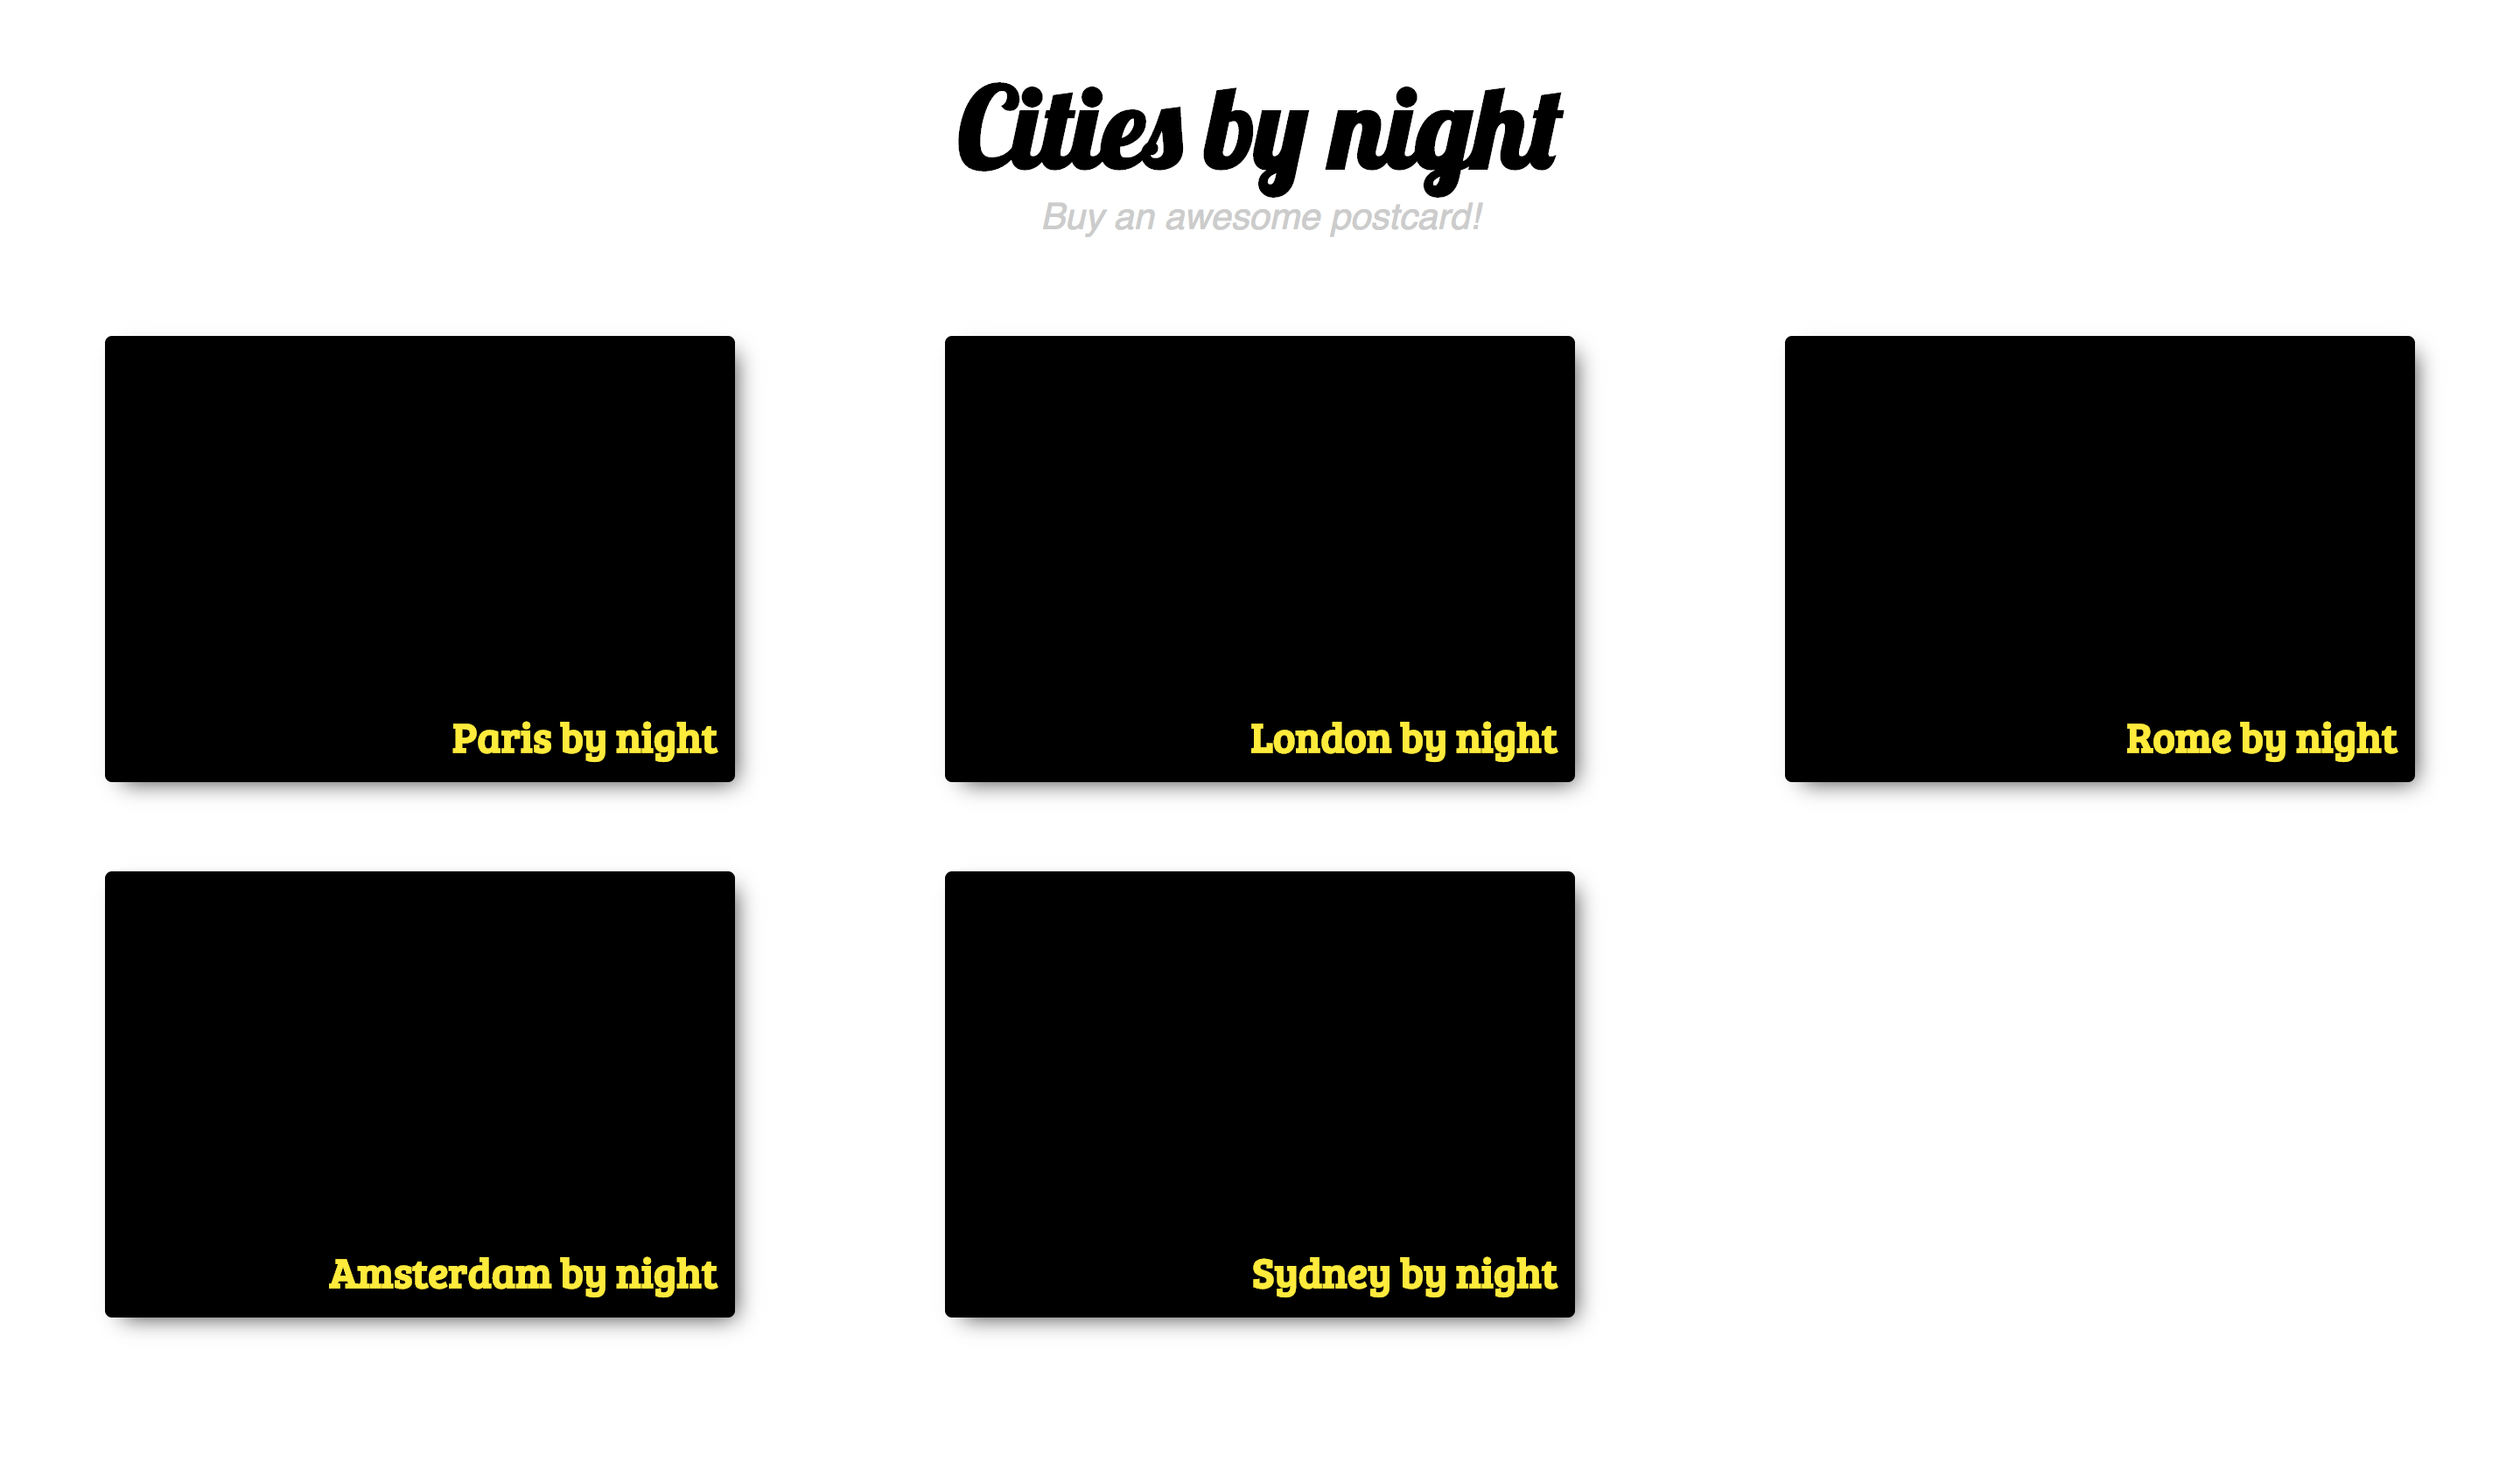 Cities by night
Buy an awesome postcard!
Paris by night
London by night
Rome by night
Amsterdam by night
Sydney by night